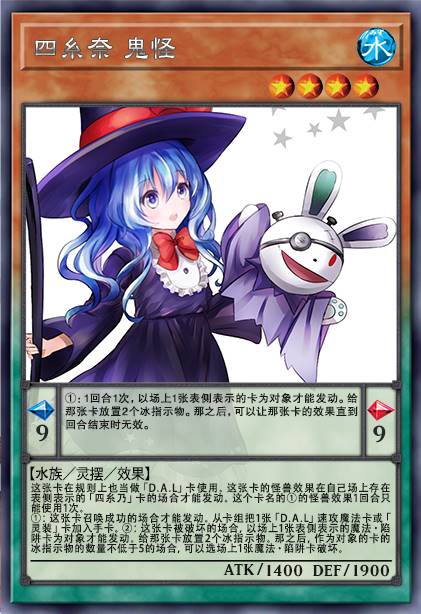 四糸奈 鬼怪
水
①:1回合1次,以场上1张表侧表示的卡为对象才能发动。给
那张卡放置2个冰指示物。那之后,可以让那张卡的效果直到
回合结束时无效。
9
9
【水族／灵摆／效果】
这张卡在规则上也当做「D.A.L」卡使用。这张卡的怪兽效果在自己场上存在
表侧表示的「四糸乃」卡的场合才能发动。这个卡名的①的怪兽效果1回合只
能使用1次。
①:这张卡召唤成功的场合才能发动。从卡组把1张「D.A.L」速攻魔法卡或「
灵装」卡加入手卡。②:这张卡被破坏的场合,以场上1张表侧表示的魔法·陷
阱卡为对象才能发动。给那张卡放置2个冰指示物。那之后,作为对象的卡的
冰指示物的数量不低于5的场合,可以选场上1张魔法·陷阱卡破坏。
ATK/1400 DEF/1900